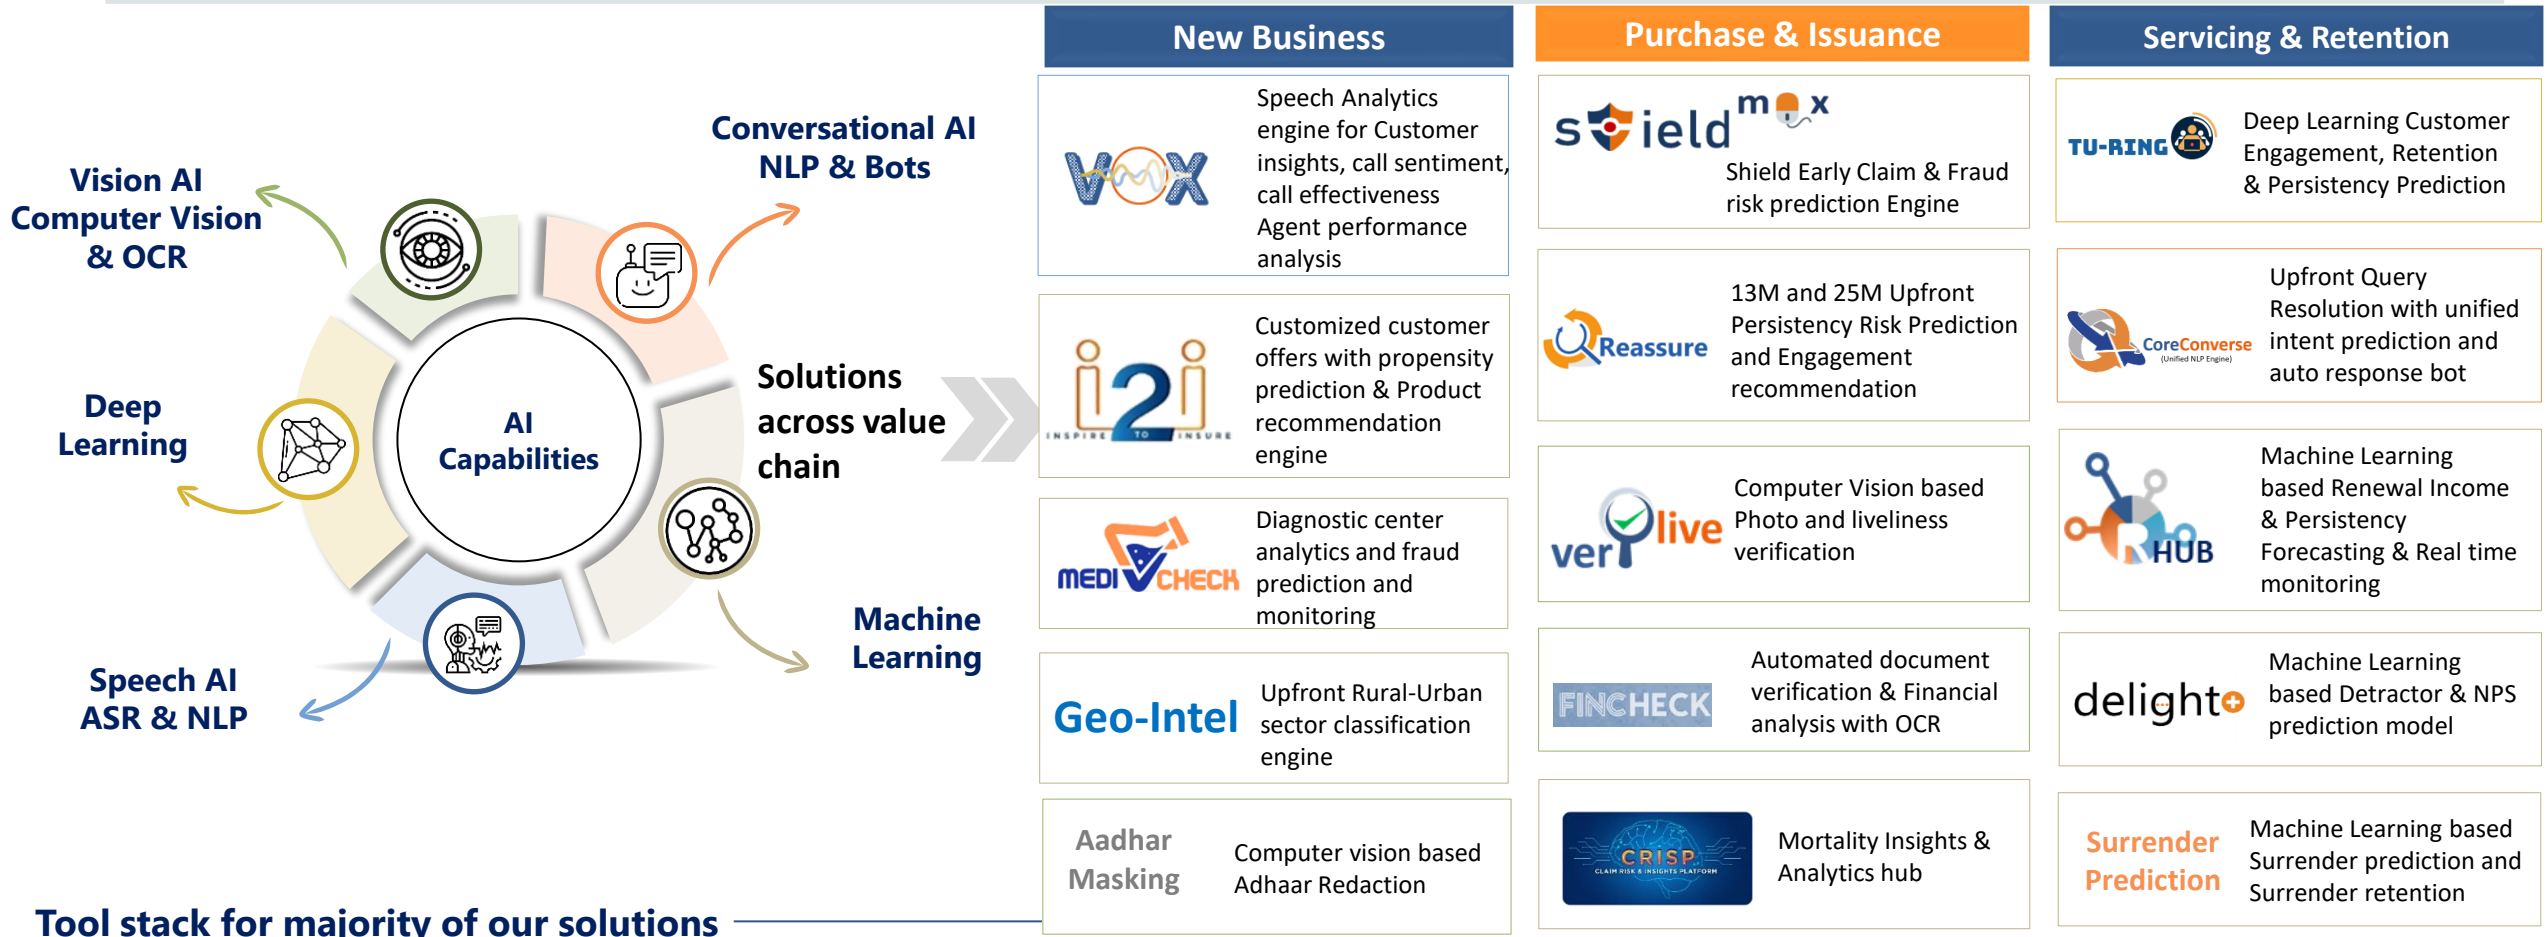 Vision AI
Computer Vision
& OCR
Conversational AI
NLP & Bots
Deep
Learning
AI
Capabilities
Speech AI
ASR & NLP
Machine
Learning
Solutions
across value
chain
Tool stack for majority of our solutions
New Business
VOX
Speech Analytics
engine for Customer
insights, call sentiment,
call effectiveness
Agent performance
analysis
i2i
INSPIRE TO INSURE
Customized customer
offers with propensity
prediction & Product
recommendation
engine
MEDI CHECK
Diagnostic center
analytics and fraud
prediction and
monitoring
Geo-Intel
Upfront Rural-Urban
sector classification
engine
Aadhar
Masking
Computer vision based
Adhaar Redaction
Purchase & Issuance
shield max
Shield Early Claim & Fraud
risk prediction Engine
Reassure
13M and 25M Upfront
Persistency Risk Prediction
and Engagement
recommendation
verylive
Computer Vision based
Photo and liveliness
verification
FINCHECK
Automated document
verification & Financial
analysis with OCR
CRISP
CLAIM RISK & INSIGHTS PLATFORM
Mortality Insights &
Analytics hub
Servicing & Retention
TU-RING
Deep Learning Customer
Engagement, Retention
& Persistency Prediction
CoreConverse
(Unified NLP Engine)
Upfront Query
Resolution with unified
intent prediction and
auto response bot
R HUB
Machine Learning
based Renewal Income
& Persistency
Forecasting & Real time
monitoring
delight+
Machine Learning
based Detractor & NPS
prediction model
Surrender
Prediction
Machine Learning based
Surrender prediction and
Surrender retention